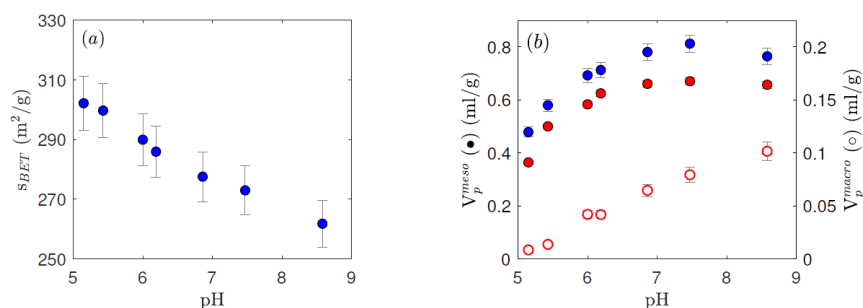 (a)
s_BET (m²/g)
310
290
270
250
5 6 7 8 9
pH
(b)
V_p^meso (●) (ml/g)
0.8
0.6
0.4
0.2
0
5 6 7 8 9
pH
0.2
0.15
0.1
0.05
0
V_p^macro (○) (ml/g)